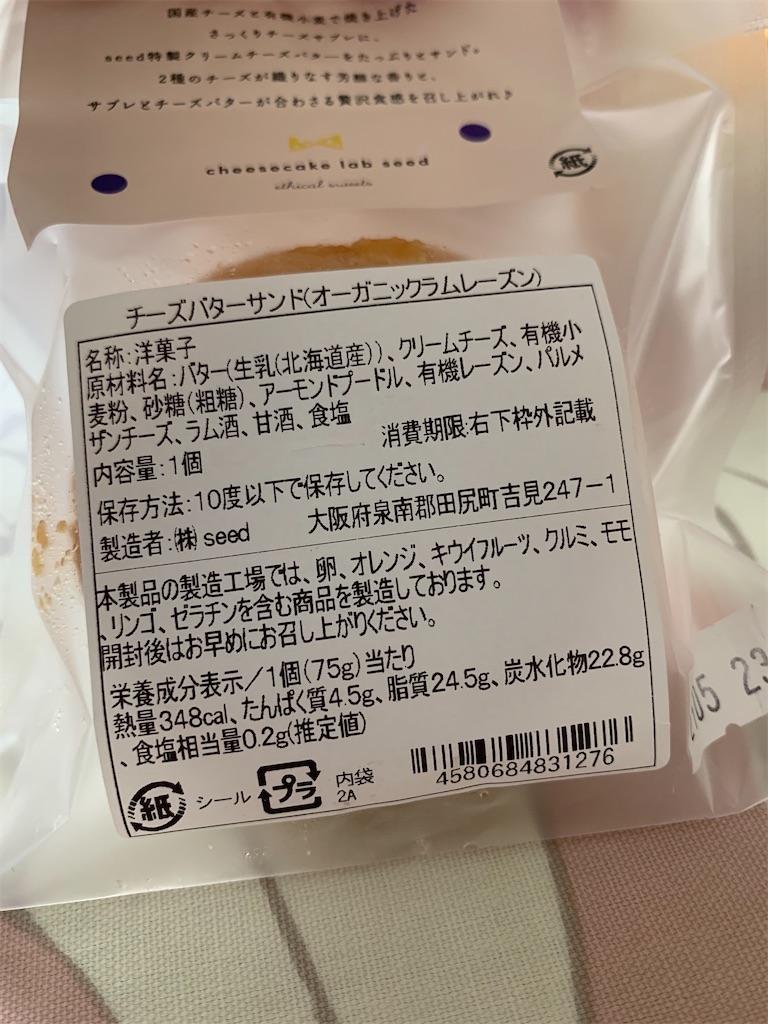 国産チーズと有機小麦で焼き上げた
さっくりチーズサブレに、
seed特製クリームチーズバターをたっぷりとサンド。
2種のチーズが織りなす芳醇な香りと、
サブレとチーズバターが合わさる贅沢食感を召し上がれ♪
cheesecake lab seed
ethical sweets
紙
チーズバターサンド(オーガニックラムレーズン)
名称:洋菓子
原材料名:バター(生乳(北海道産))、クリームチーズ、有機小
麦粉、砂糖(粗糖)、アーモンドプードル、有機レーズン、パルメ
ザンチーズ、ラム酒、甘酒、食塩
内容量:1個 消費期限:右下枠外記載
保存方法:10度以下で保存してください。
製造者:㈱ seed 大阪府泉南郡田尻町吉見247-1
本製品の製造工場では、卵、オレンジ、キウイフルーツ、クルミ、モモ
、リンゴ、ゼラチンを含む商品を製造しております。
開封後はお早めにお召し上がりください。
栄養成分表示/1個(75g)当たり
熱量348cal、たんぱく質4.5g、脂質24.5g、炭水化物22.8g
、食塩相当量0.2g(推定値)
紙 シール プラ 内袋
2A
4580684831276
05 23